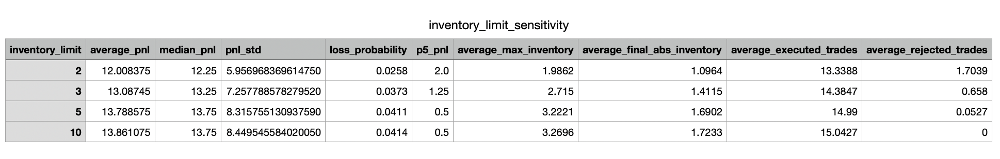 inventory_limit_sensitivity
inventory_limit average_pnl median_pnl pnl_std loss_probability p5_pnl average_max_inventory average_final_abs_inventory average_executed_trades average_rejected_trades
2 12.008375 12.25 5.956968369614750 0.0258 2.0 1.9862 1.0964 13.3388 1.7039
3 13.08745 13.25 7.257788578279520 0.0373 1.25 2.715 1.4115 14.3847 0.658
5 13.788575 13.75 8.315755130937590 0.0411 0.5 3.2221 1.6902 14.99 0.0527
10 13.861075 13.75 8.449545584020050 0.0414 0.5 3.2696 1.7233 15.0427 0